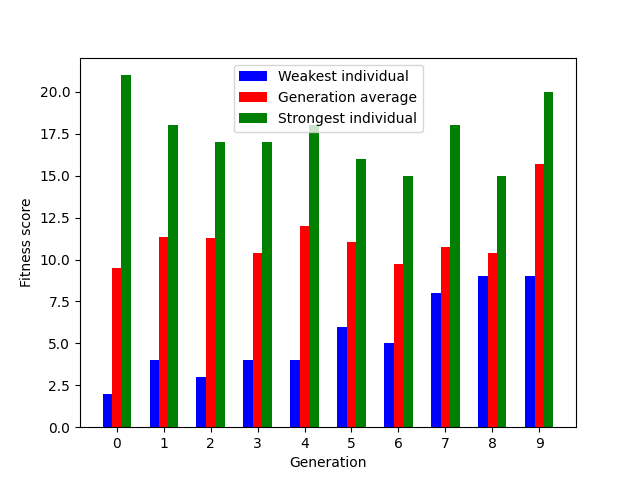 Weakest individual
Generation average
Strongest individual
20.0
17.5
15.0
12.5
10.0
7.5
5.0
2.5
0.0
Fitness score
0 1 2 3 4 5 6 7 8 9
Generation